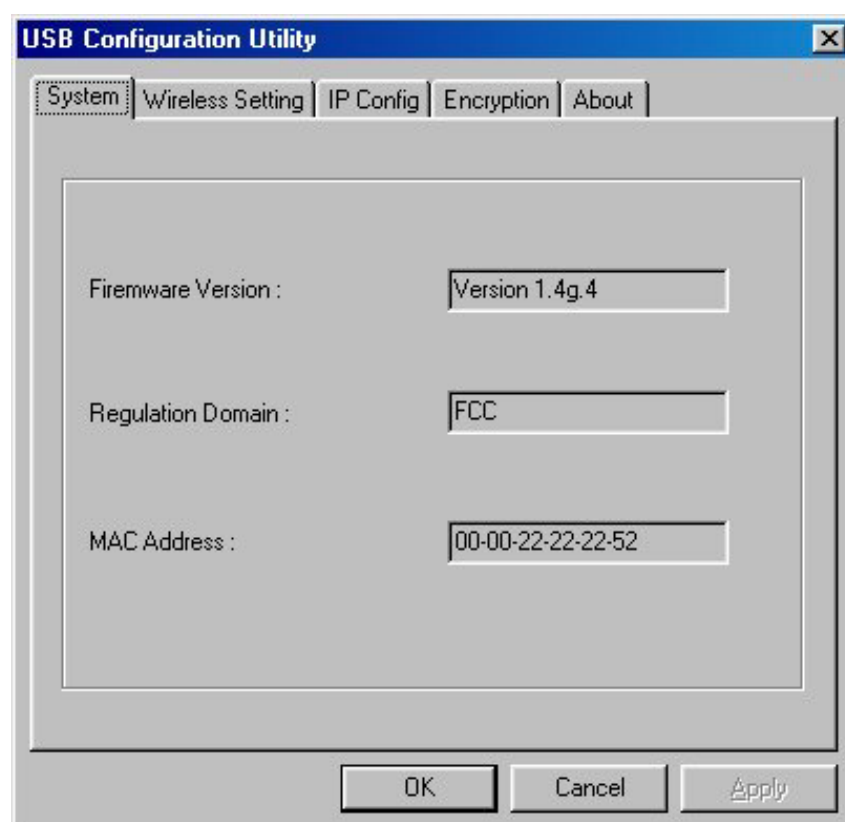 USB Configuration Utility
System Wireless Setting IP Config Encryption About
Firemware Version : Version 1.4g.4
Regulation Domain : FCC
MAC Address : 00-00-22-22-22-52
OK Cancel Apply